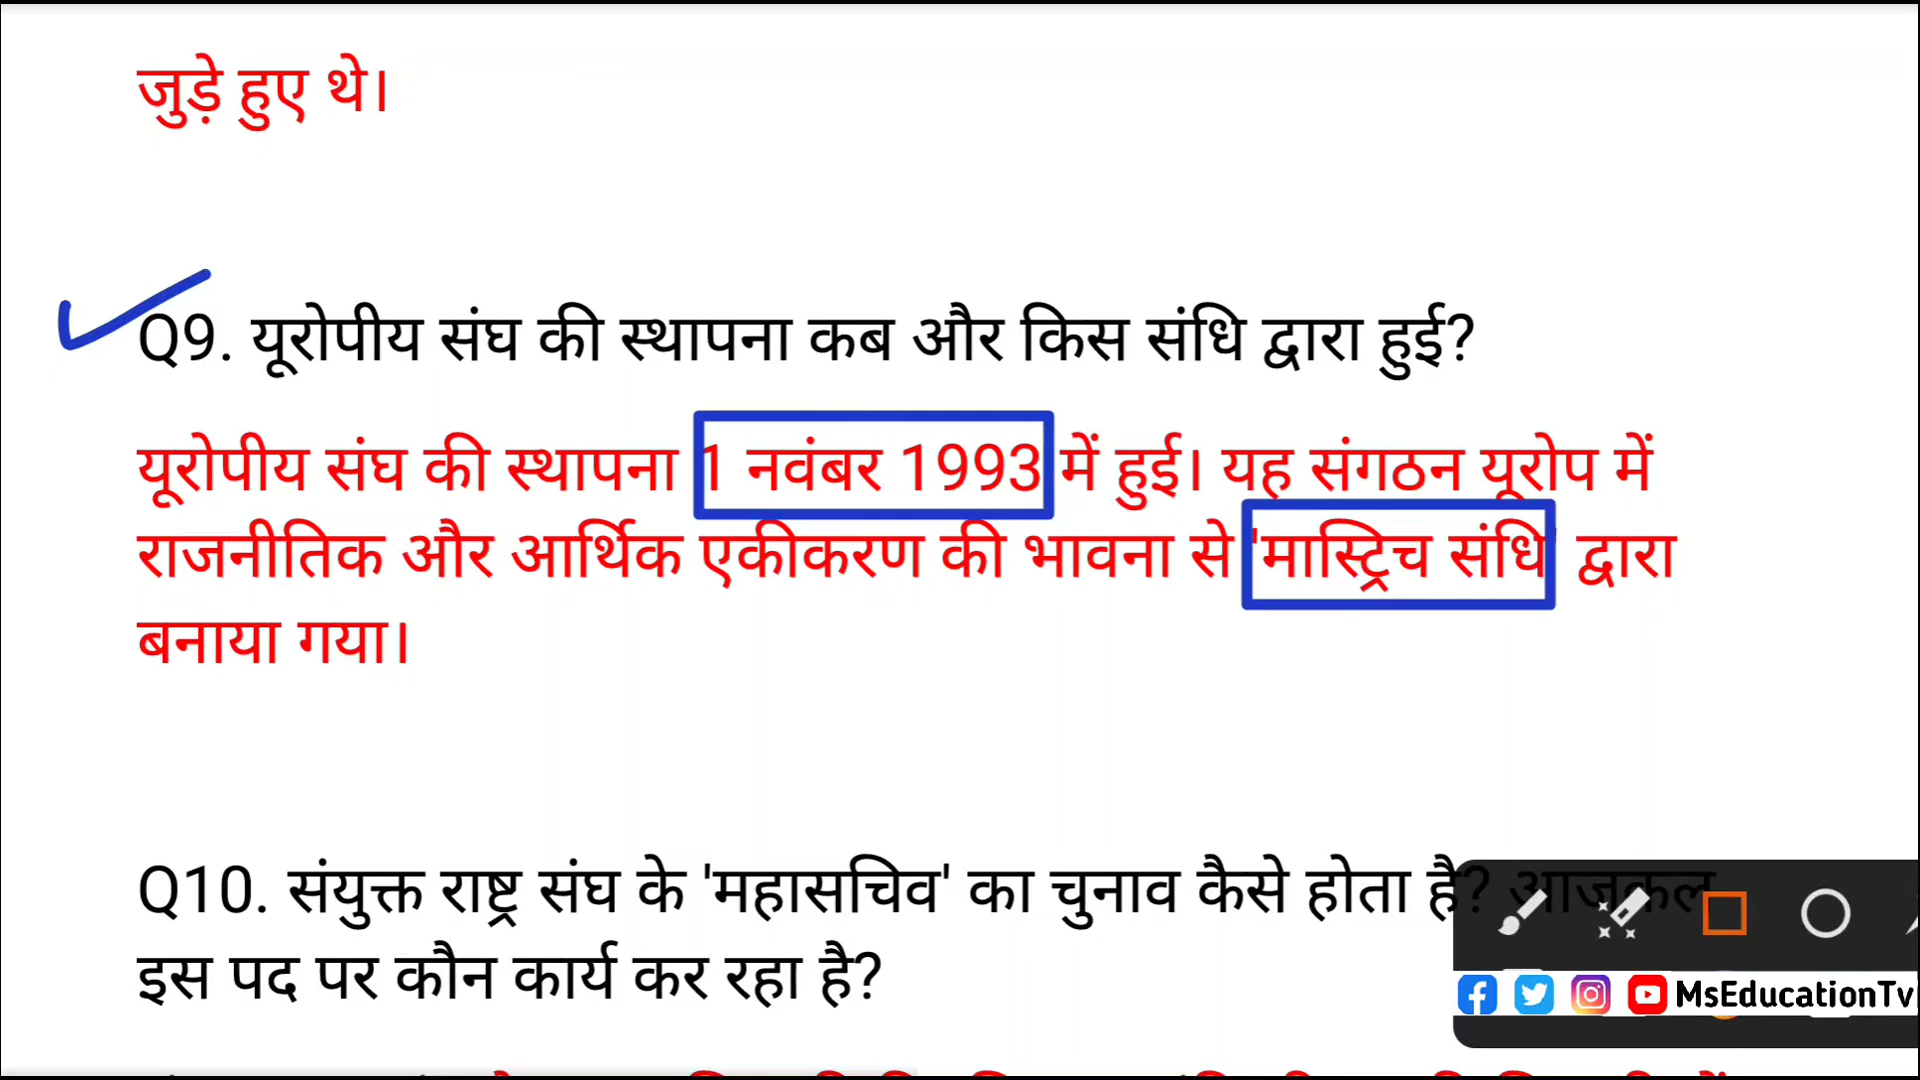 जुड़े हुए थे।
Q9. यूरोपीय संघ की स्थापना कब और किस संधि द्वारा हुई?
यूरोपीय संघ की स्थापना 1 नवंबर 1993 में हुई। यह संगठन यूरोप में
राजनीतिक और आर्थिक एकीकरण की भावना से 'मास्ट्रिच संधि' द्वारा
बनाया गया।
Q10. संयुक्त राष्ट्र संघ के 'महासचिव' का चुनाव कैसे होता है? आजकल
इस पद पर कौन कार्य कर रहा है?
MsEducationTv